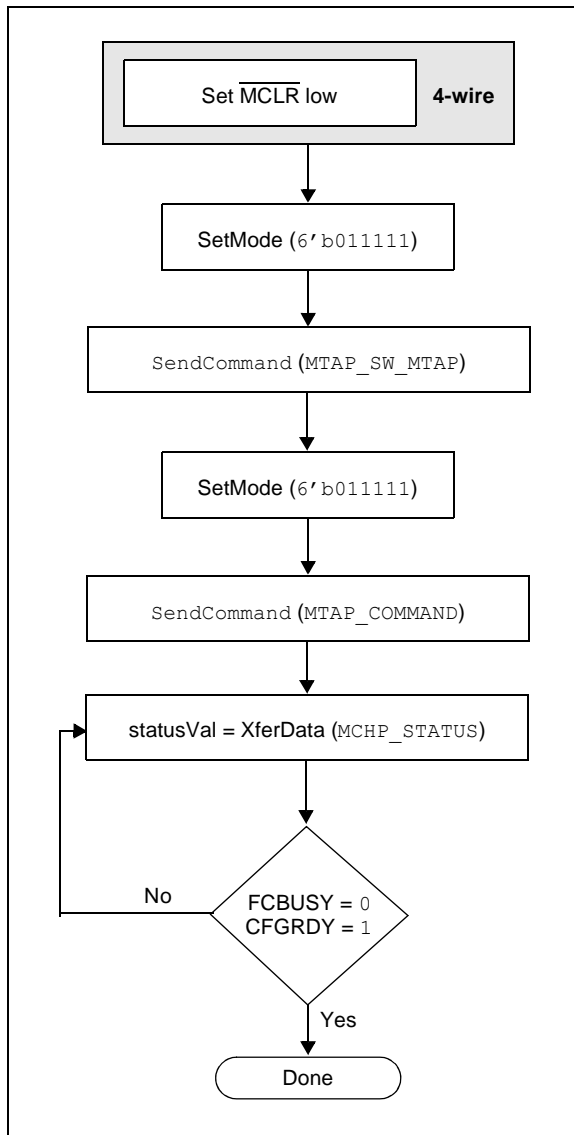 Set MCLR low
4-wire
SetMode (6'b011111)
SendCommand (MTAP_SW_MTAP)
SetMode (6'b011111)
SendCommand (MTAP_COMMAND)
statusVal = XferData (MCHP_STATUS)
No
FCBUSY = 0
CFGRDY = 1
Yes
Done